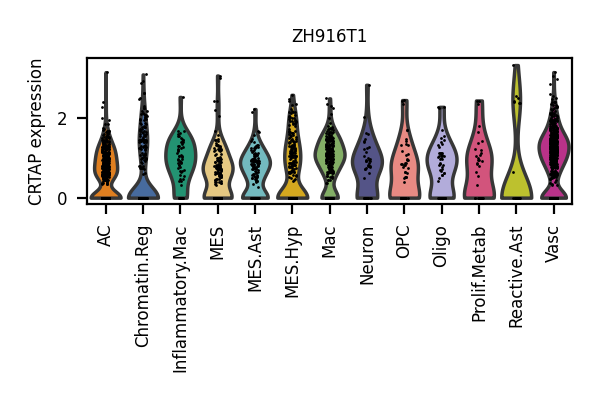 ZH916T1
CRTAP expression
2
0
AC
Chromatin.Reg
Inflammatory.Mac
MES
MES.Ast
MES.Hyp
Mac
Neuron
OPC
Oligo
Prolif.Metab
Reactive.Ast
Vasc